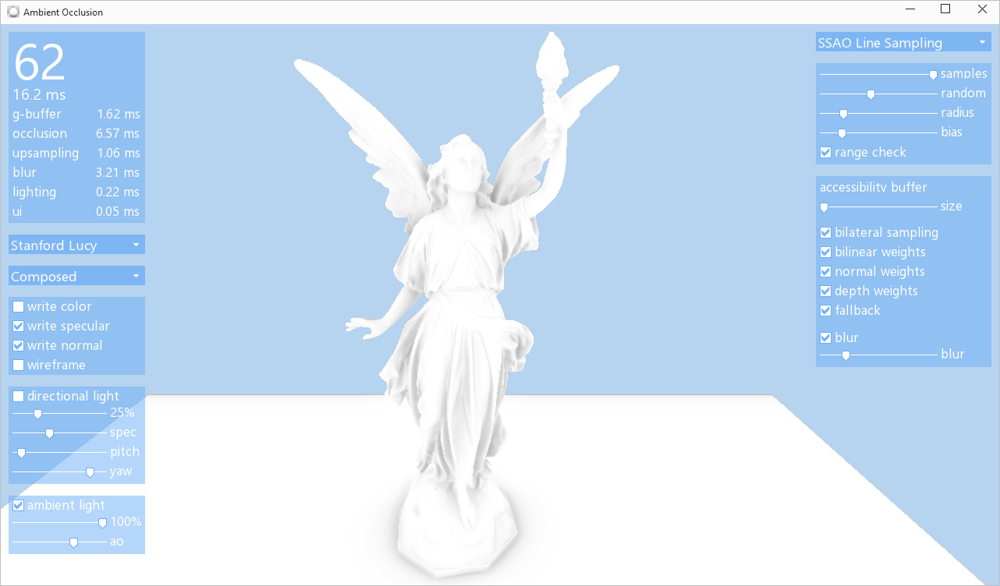 Ambient Occlusion
62
16.2 ms
g-buffer 1.62 ms
occlusion 6.57 ms
upsampling 1.06 ms
blur 3.21 ms
lighting 0.22 ms
ui 0.05 ms
Stanford Lucy
Composed
write color
write specular
write normal
wireframe
directional light
25%
spec
pitch
yaw
ambient light
100%
ao
SSAO Line Sampling
samples
random
radius
bias
range check
accessibility buffer
size
bilateral sampling
bilinear weights
normal weights
depth weights
fallback
blur
blur